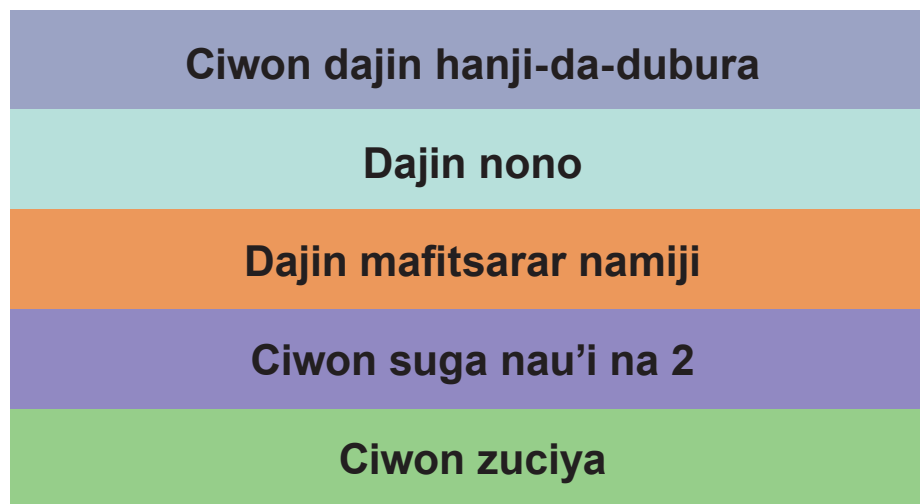 Ciwon dajin hanji-da-dubura
Dajin nono
Dajin mafitsarar namiji
Ciwon suga nau’i na 2
Ciwon zuciya